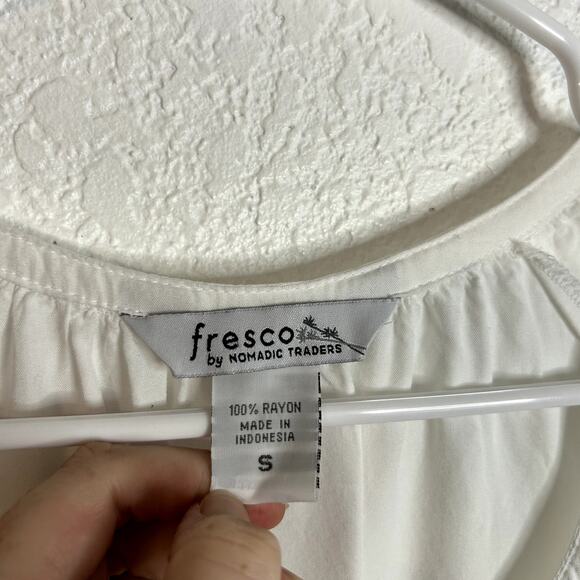 fresco
by NOMADIC TRADERS
100% RAYON
MADE IN
INDONESIA
S